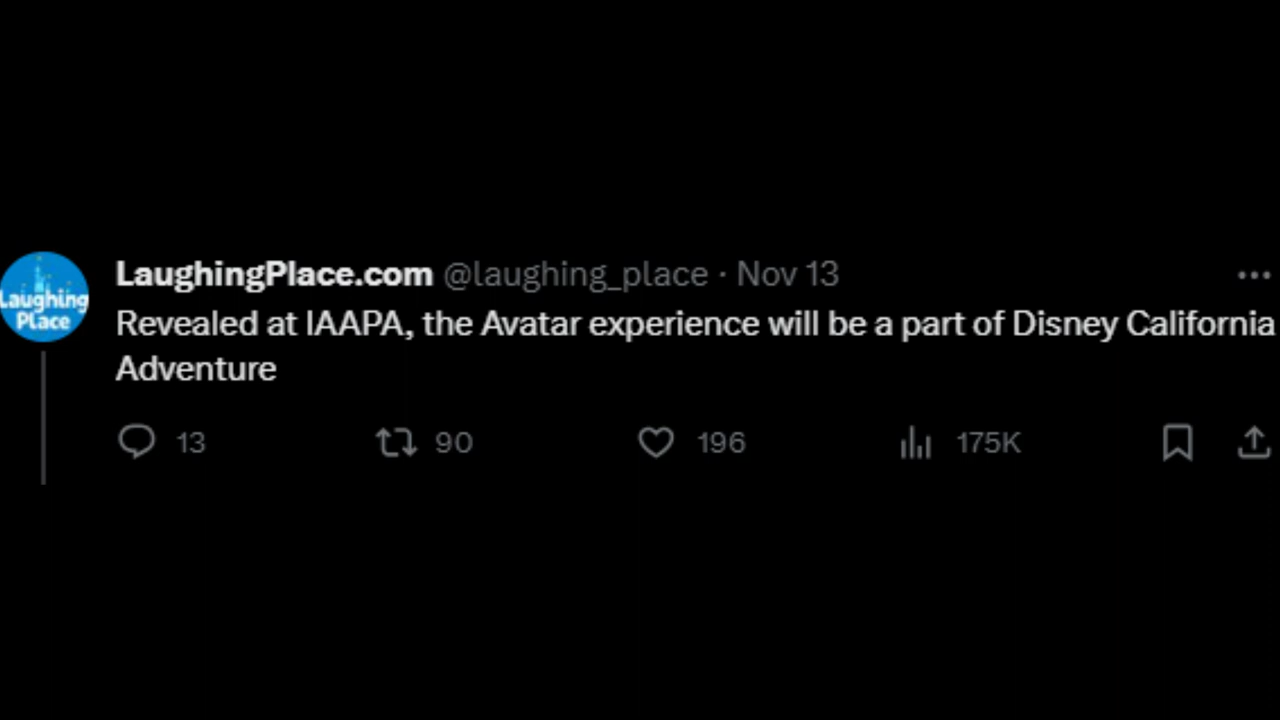 LaughingPlace.com @laughing_place · Nov 13
Laughing
Place
Revealed at IAAPA, the Avatar experience will be a part of Disney California
Adventure
13 90 196 175K